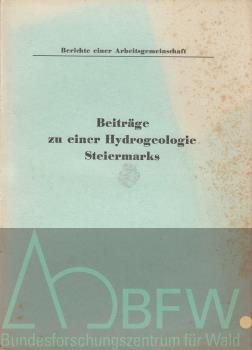 Berichte einer Arbeitsgemeinschaft
Beiträge
zu einer Hydrogeologie
Steiermarks
BFW
Bundesforschungszentrum für Wald